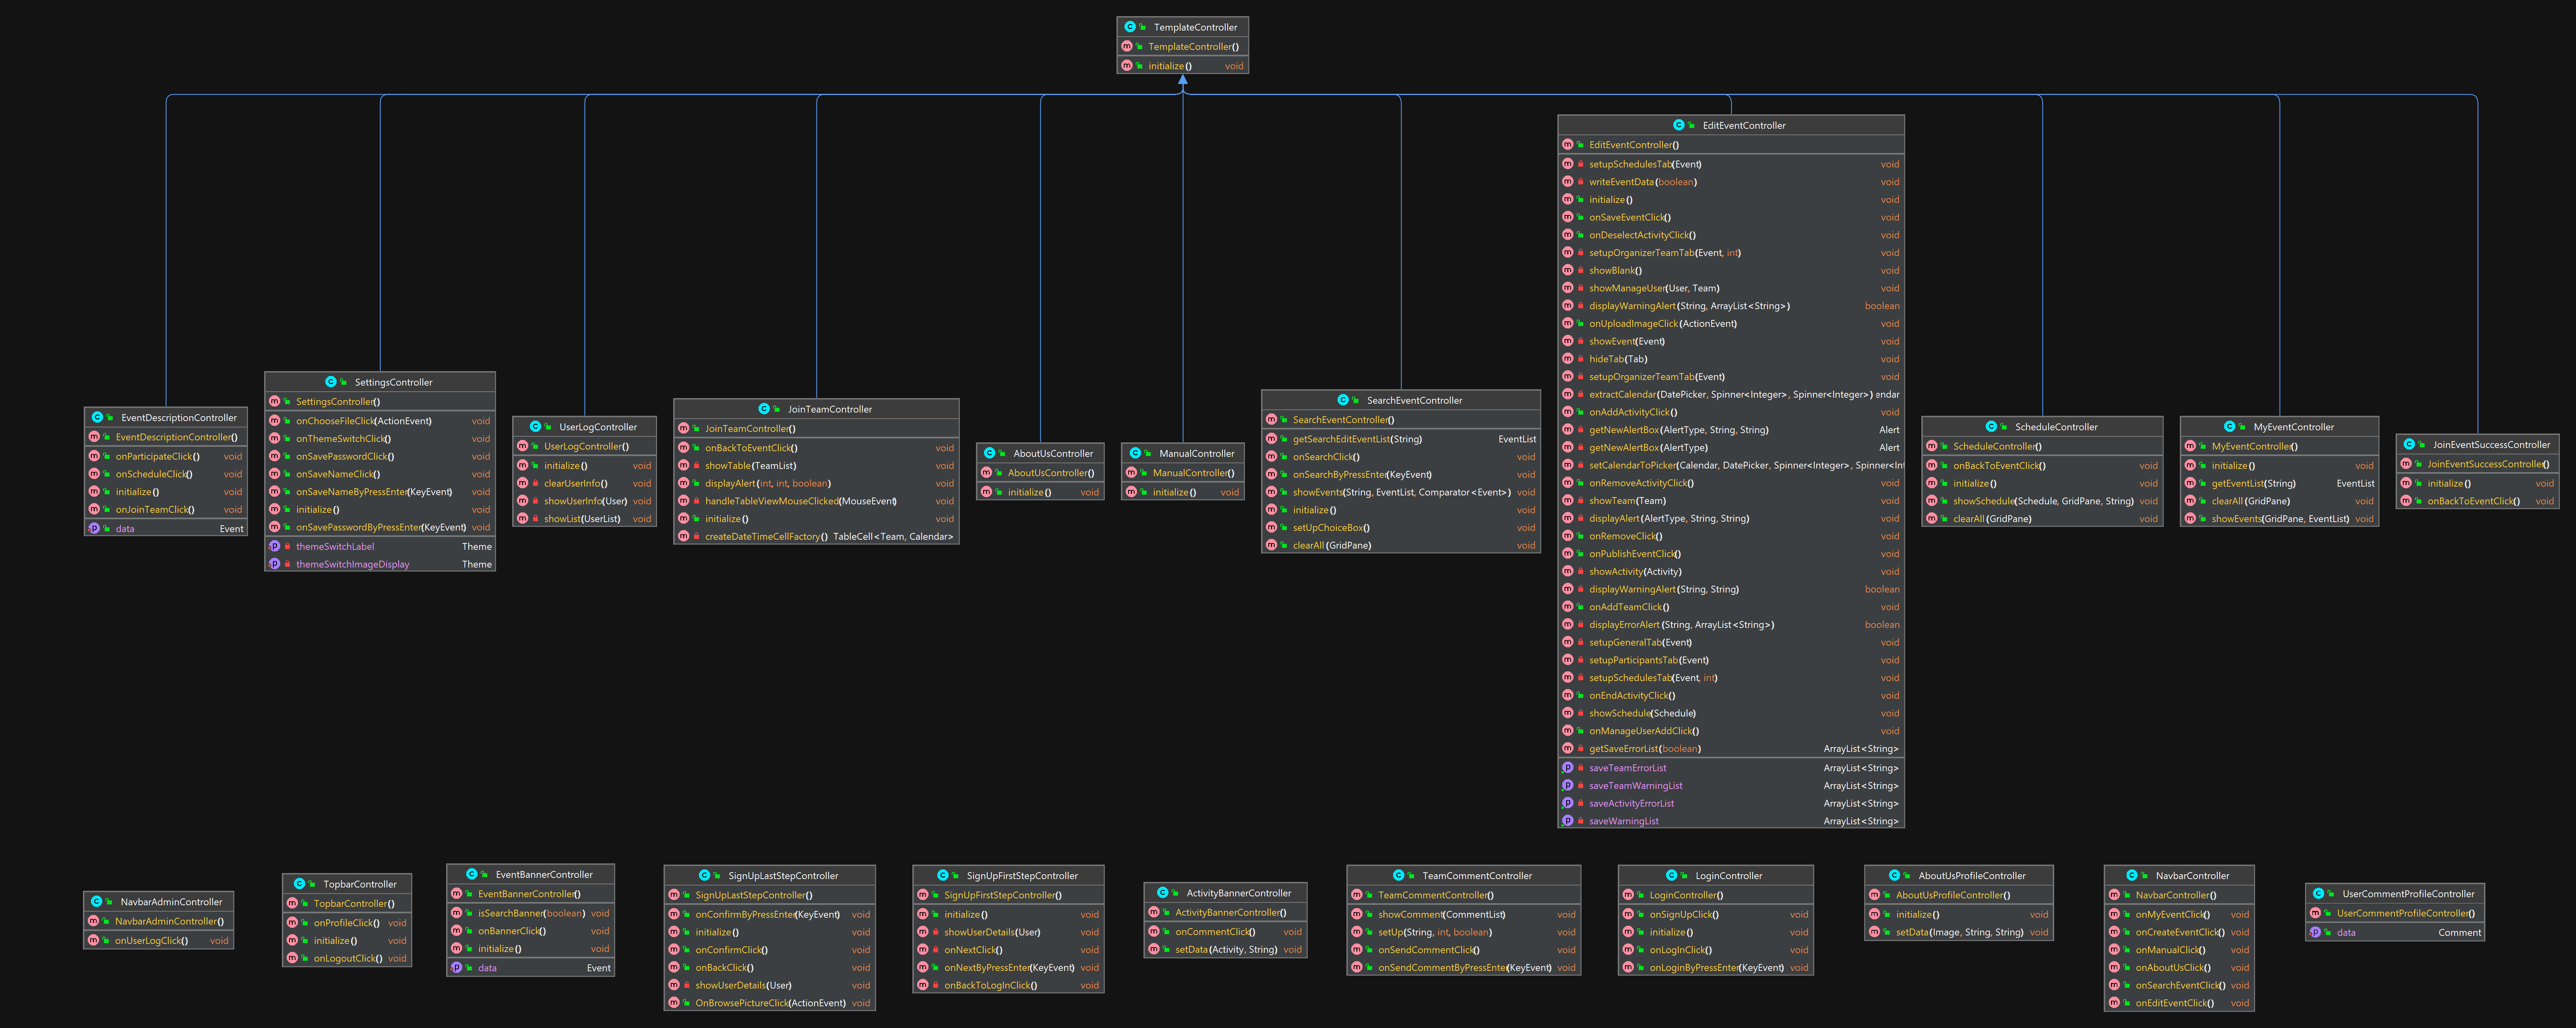 TemplateController
TemplateController()
initialize() void
EventDescriptionController
EventDescriptionController()
onParticipateClick() void
onScheduleClick() void
initialize() void
onJoinTeamClick() void
data Event
SettingsController
SettingsController()
onChooseFileClick(ActionEvent) void
onThemeSwitchClick() void
onSavePasswordClick() void
onSaveNameClick() void
onSaveNameByPressEnter(KeyEvent) void
initialize() void
onSavePasswordByPressEnter(KeyEvent) void
themeSwitchLabel Theme
themeSwitchImageDisplay Theme
UserLogController
UserLogController()
initialize() void
clearUserInfo() void
showUserInfo(User) void
showList(UserList) void
JoinTeamController
JoinTeamController()
onBackToEventClick() void
showTable(TeamList) void
displayAlert(int, int, boolean) void
handleTableViewMouseClicked(MouseEvent) void
initialize() void
createDateTimeCellFactory() TableCell<Team, Calendar>
AboutUsController
AboutUsController()
initialize() void
ManualController
ManualController()
initialize() void
SearchEventController
SearchEventController()
getSearchEditEventList(String) EventList
onSearchClick() void
onSearchByPressEnter(KeyEvent) void
showEvents(String, EventList, Comparator<Event>) void
initialize() void
setUpChoiceBox() void
clearAll(GridPane) void
EditEventController
EditEventController()
setupSchedulesTab(Event) void
writeEventData(boolean) void
initialize() void
onSaveEventClick() void
onDeselectActivityClick() void
setupOrganizerTeamTab(Event, int) void
showBlank() void
showManageUser(User, Team) void
displayWarningAlert(String, ArrayList<String>) boolean
onUploadImageClick(ActionEvent) void
showEvent(Event) void
hideTab(Tab) void
setupOrganizerTeamTab(Event) void
extractCalendar(DatePicker, Spinner<Integer>, Spinner<Integer>) endar
onAddActivityClick() void
getNewAlertBox(AlertType, String, String) Alert
getNewAlertBox(AlertType) Alert
setCalendarToPicker(Calendar, DatePicker, Spinner<Integer>, Spinner<Int
onRemoveActivityClick() void
showTeam(Team) void
displayAlert(AlertType, String, String) void
onRemoveClick() void
onPublishEventClick() void
showActivity(Activity) void
displayWarningAlert(String, String) boolean
onAddTeamClick() void
displayErrorAlert(String, ArrayList<String>) boolean
setupGeneralTab(Event) void
setupParticipantsTab(Event) void
setupSchedulesTab(Event, int) void
onEndActivityClick() void
showSchedule(Schedule) void
onManageUserAddClick() void
getSaveErrorList(boolean) ArrayList<String>
saveTeamErrorList ArrayList<String>
saveTeamWarningList ArrayList<String>
saveActivityErrorList ArrayList<String>
saveWarningList ArrayList<String>
ScheduleController
ScheduleController()
onBackToEventClick() void
initialize() void
showSchedule(Schedule, GridPane, String) void
clearAll(GridPane) void
MyEventController
MyEventController()
initialize() void
getEventList(String) EventList
clearAll(GridPane) void
showEvents(GridPane, EventList) void
JoinEventSuccessController
JoinEventSuccessController()
initialize() void
onBackToEventClick() void
NavbarAdminController
NavbarAdminController()
onUserLogClick() void
TopbarController
TopbarController()
onProfileClick() void
initialize() void
onLogoutClick() void
EventBannerController
EventBannerController()
isSearchBanner(boolean) void
onBannerClick() void
initialize() void
data Event
SignUpLastStepController
SignUpLastStepController()
onConfirmByPressEnter(KeyEvent) void
initialize() void
onConfirmClick() void
onBackClick() void
showUserDetails(User) void
OnBrowsePictureClick(ActionEvent) void
SignUpFirstStepController
SignUpFirstStepController()
initialize() void
showUserDetails(User) void
onNextClick() void
onNextByPressEnter(KeyEvent) void
onBackToLogInClick() void
ActivityBannerController
ActivityBannerController()
onCommentClick() void
setData(Activity, String) void
TeamCommentController
TeamCommentController()
showComment(CommentList) void
setUp(String, int, boolean) void
onSendCommentClick() void
onSendCommentByPressEnter(KeyEvent) void
LoginController
LoginController()
onSignUpClick() void
initialize() void
onLogInClick() void
onLoginByPressEnter(KeyEvent) void
AboutUsProfileController
AboutUsProfileController()
initialize() void
setData(Image, String, String) void
NavbarController
NavbarController()
onMyEventClick() void
onCreateEventClick() void
onManualClick() void
onAboutUsClick() void
onSearchEventClick() void
onEditEventClick() void
UserCommentProfileController
UserCommentProfileController()
data Comment